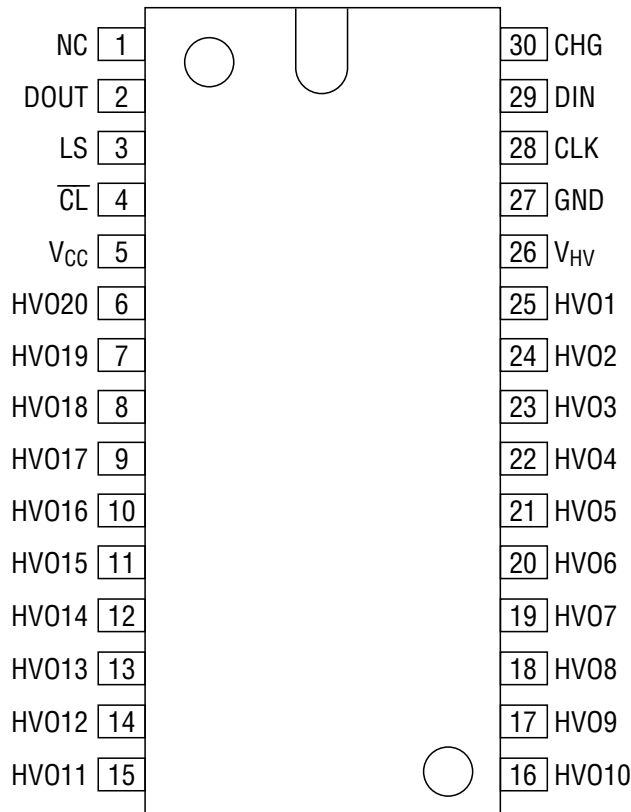 NC 1 30 CHG
DOUT 2 29 DIN
LS 3 28 CLK
C̅L̅ 4 27 GND
VCC 5 26 VHV
HVO20 6 25 HVO1
HVO19 7 24 HVO2
HVO18 8 23 HVO3
HVO17 9 22 HVO4
HVO16 10 21 HVO5
HVO15 11 20 HVO6
HVO14 12 19 HVO7
HVO13 13 18 HVO8
HVO12 14 17 HVO9
HVO11 15 16 HVO10